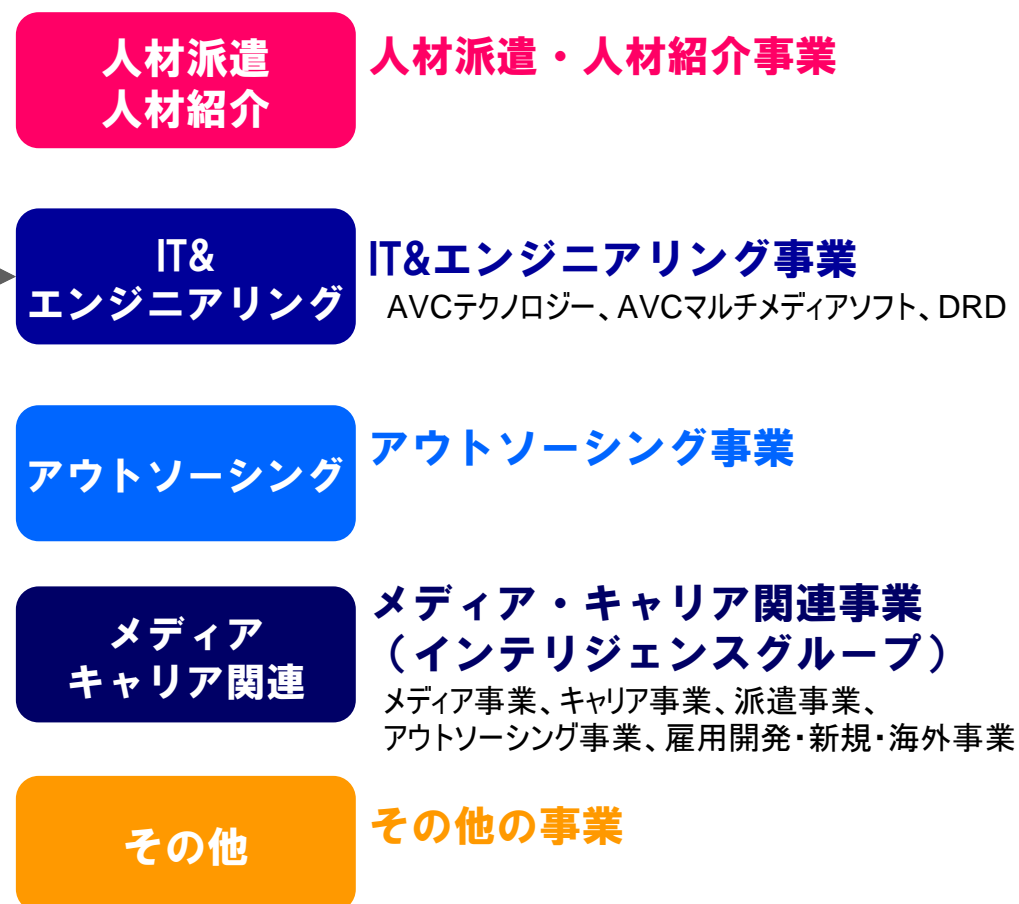 人材派遣
人材紹介
人材派遣・人材紹介事業
IT&
エンジニアリング
IT&エンジニアリング事業
AVCテクノロジー、AVCマルチメディアソフト、DRD
アウトソーシング
アウトソーシング事業
メディア
キャリア関連
メディア・キャリア関連事業
（インテリジェンスグループ）
メディア事業、キャリア事業、派遣事業、
アウトソーシング事業、雇用開発・新規・海外事業
その他
その他の事業